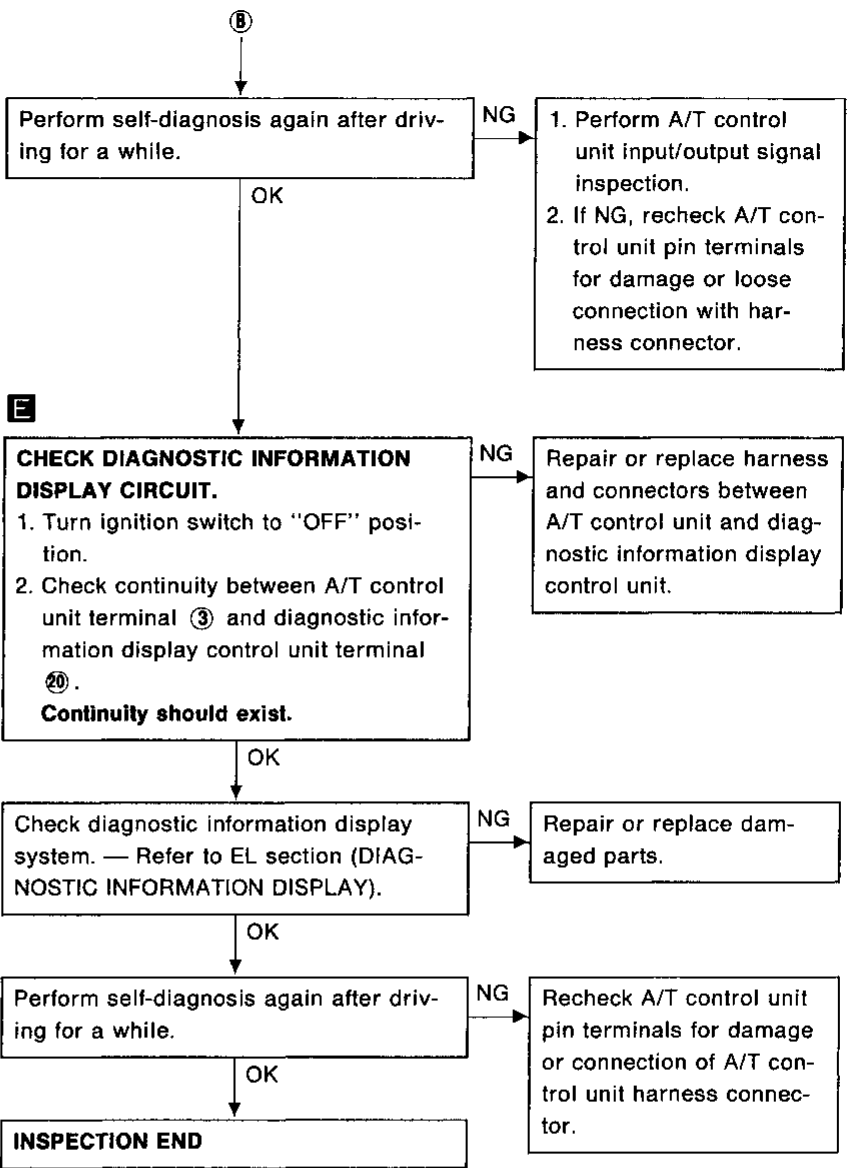 Ⓑ
Perform self-diagnosis again after driv-
ing for a while.
NG
1. Perform A/T control
unit input/output signal
inspection.
2. If NG, recheck A/T con-
trol unit pin terminals
for damage or loose
connection with har-
ness connector.
OK
E
CHECK DIAGNOSTIC INFORMATION
DISPLAY CIRCUIT.
1. Turn ignition switch to "OFF" posi-
tion.
2. Check continuity between A/T control
unit terminal ③ and diagnostic infor-
mation display control unit terminal
⑳.
Continuity should exist.
NG
Repair or replace harness
and connectors between
A/T control unit and diag-
nostic information display
control unit.
OK
Check diagnostic information display
system. — Refer to EL section (DIAG-
NOSTIC INFORMATION DISPLAY).
NG
Repair or replace dam-
aged parts.
OK
Perform self-diagnosis again after driv-
ing for a while.
NG
Recheck A/T control unit
pin terminals for damage
or connection of A/T con-
trol unit harness connec-
tor.
OK
INSPECTION END